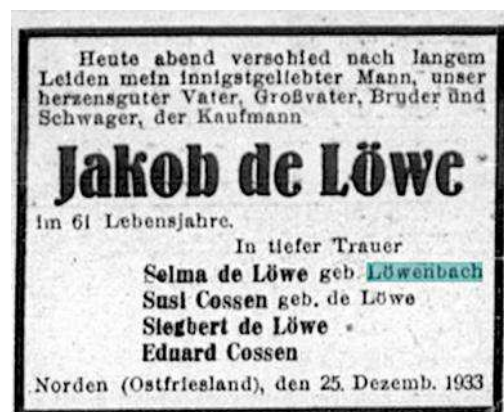 Heute abend verschied nach langem
Leiden mein innigstgeliebter Mann, unser
herzensguter Vater, Großvater, Bruder und
Schwager, der Kaufmann
Jakob de Löwe
im 61 Lebensjahre.
In tiefer Trauer
Selma de Löwe geb. Löwenbach
Susi Cossen geb. de Löwe
Siegbert de Löwe
Eduard Cossen
Norden (Ostfriesland), den 25. Dezemb. 1933